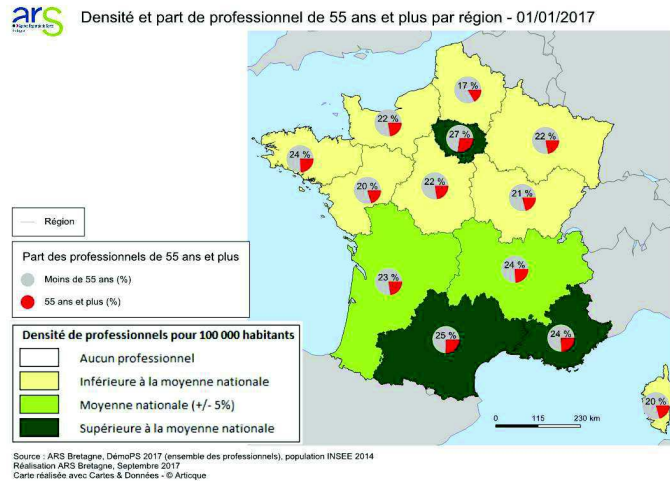 ars
Densité et part de professionnel de 55 ans et plus par région - 01/01/2017
17 %
22 %
27 %
22 %
24 %
20 %
22 %
21 %
23 %
24 %
25 %
24 %
20 %
Région
Part des professionnels de 55 ans et plus
Moins de 55 ans (%)
55 ans et plus (%)
Densité de professionnels pour 100 000 habitants
Aucun professionnel
Inférieure à la moyenne nationale
Moyenne nationale (+/- 5%)
Supérieure à la moyenne nationale
0 115 230 km
Source : ARS Bretagne, DémoPS 2017 (ensemble des professionnels), population INSEE 2014
Réalisation ARS Bretagne, Septembre 2017
Carte réalisée avec Cartes & Données - © Articque